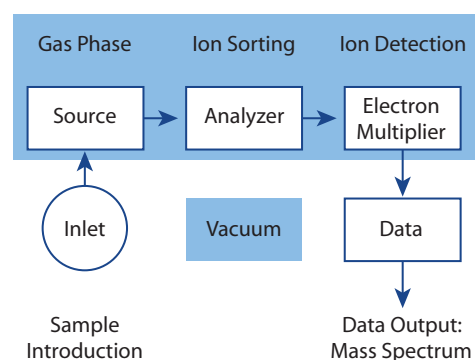 Gas Phase
Ion Sorting
Ion Detection
Source
Analyzer
Electron
Multiplier
Inlet
Vacuum
Data
Sample
Introduction
Data Output:
Mass Spectrum